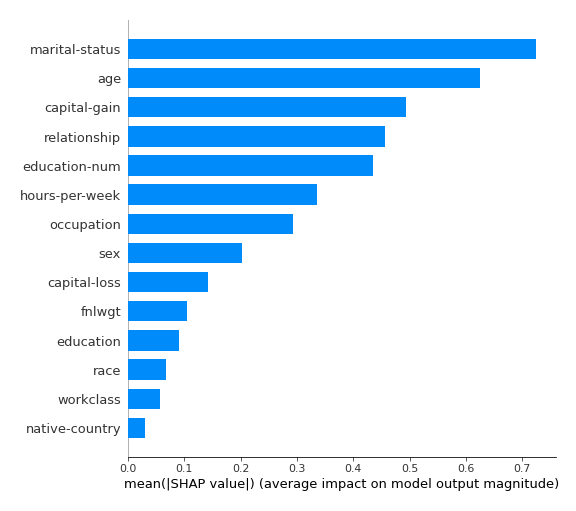 marital-status
age
capital-gain
relationship
education-num
hours-per-week
occupation
sex
capital-loss
fnlwgt
education
race
workclass
native-country
0.0 0.1 0.2 0.3 0.4 0.5 0.6 0.7
mean(|SHAP value|) (average impact on model output magnitude)